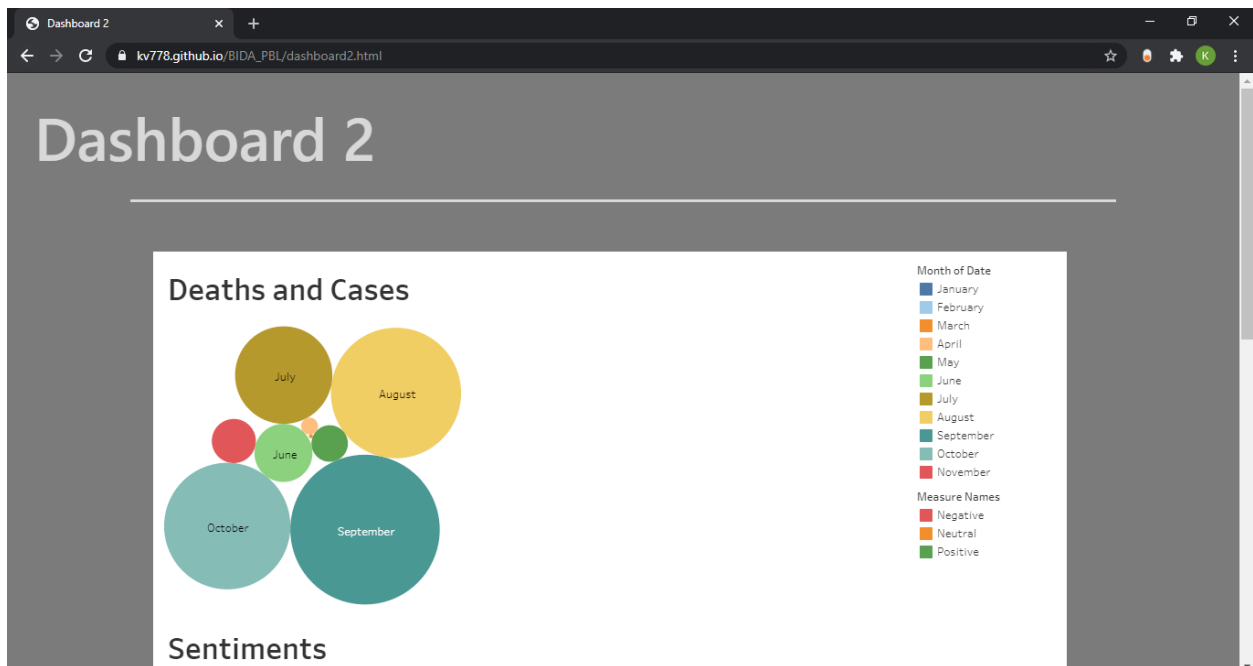 Dashboard 2
kv778.github.io/BIDA_PBL/dashboard2.html
K
Dashboard 2
Deaths and Cases
July
August
June
October
September
Month of Date
January
February
March
April
May
June
July
August
September
October
November
Measure Names
Negative
Neutral
Positive
Sentiments